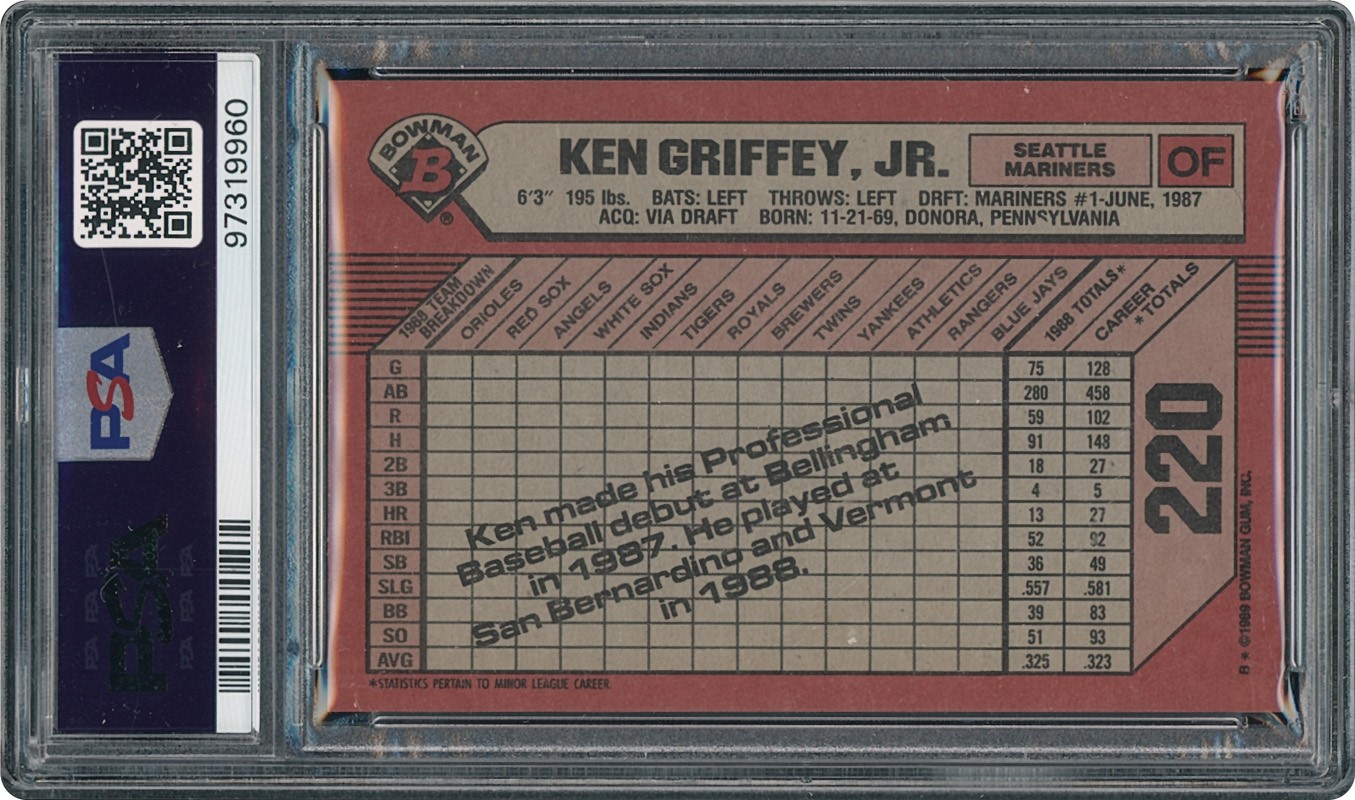 97319960
PSA
PSA
BOWMAN
B
®
KEN GRIFFEY, JR.
SEATTLE
MARINERS
OF
6'3" 195 lbs. BATS: LEFT THROWS: LEFT DRFT: MARINERS #1-JUNE, 1987
ACQ: VIA DRAFT BORN: 11-21-69, DONORA, PENNSYLVANIA
1988 TEAM
BREAKDOWN
ORIOLES
RED SOX
ANGELS
WHITE SOX
INDIANS
TIGERS
ROYALS
BREWERS
TWINS
YANKEES
ATHLETICS
RANGERS
BLUE JAYS
1988 TOTALS*
CAREER
*TOTALS
G 75 128
AB 280 458
R 59 102
H 91 148
2B 18 27
3B 4 5
HR 13 27
RBI 52 92
SB 36 49
SLG .557 .581
BB 39 83
SO 51 93
AVG .325 .323
Ken made his Professional
Baseball debut at Bellingham
in 1987. He played at
San Bernardino and Vermont
in 1988.
220
*STATISTICS PERTAIN TO MINOR LEAGUE CAREER.
B * ©1989 BOWMAN GUM, INC.